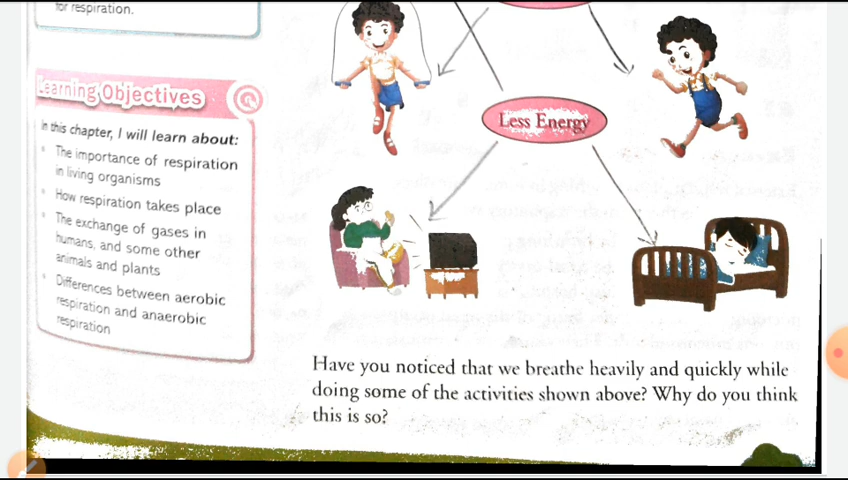 for respiration.
Learning Objectives
In this chapter, I will learn about:
The importance of respiration
in living organisms
How respiration takes place
The exchange of gases in
humans, and some other
animals and plants
Differences between aerobic
respiration and anaerobic
respiration
Less Energy
Have you noticed that we breathe heavily and quickly while
doing some of the activities shown above? Why do you think
this is so?